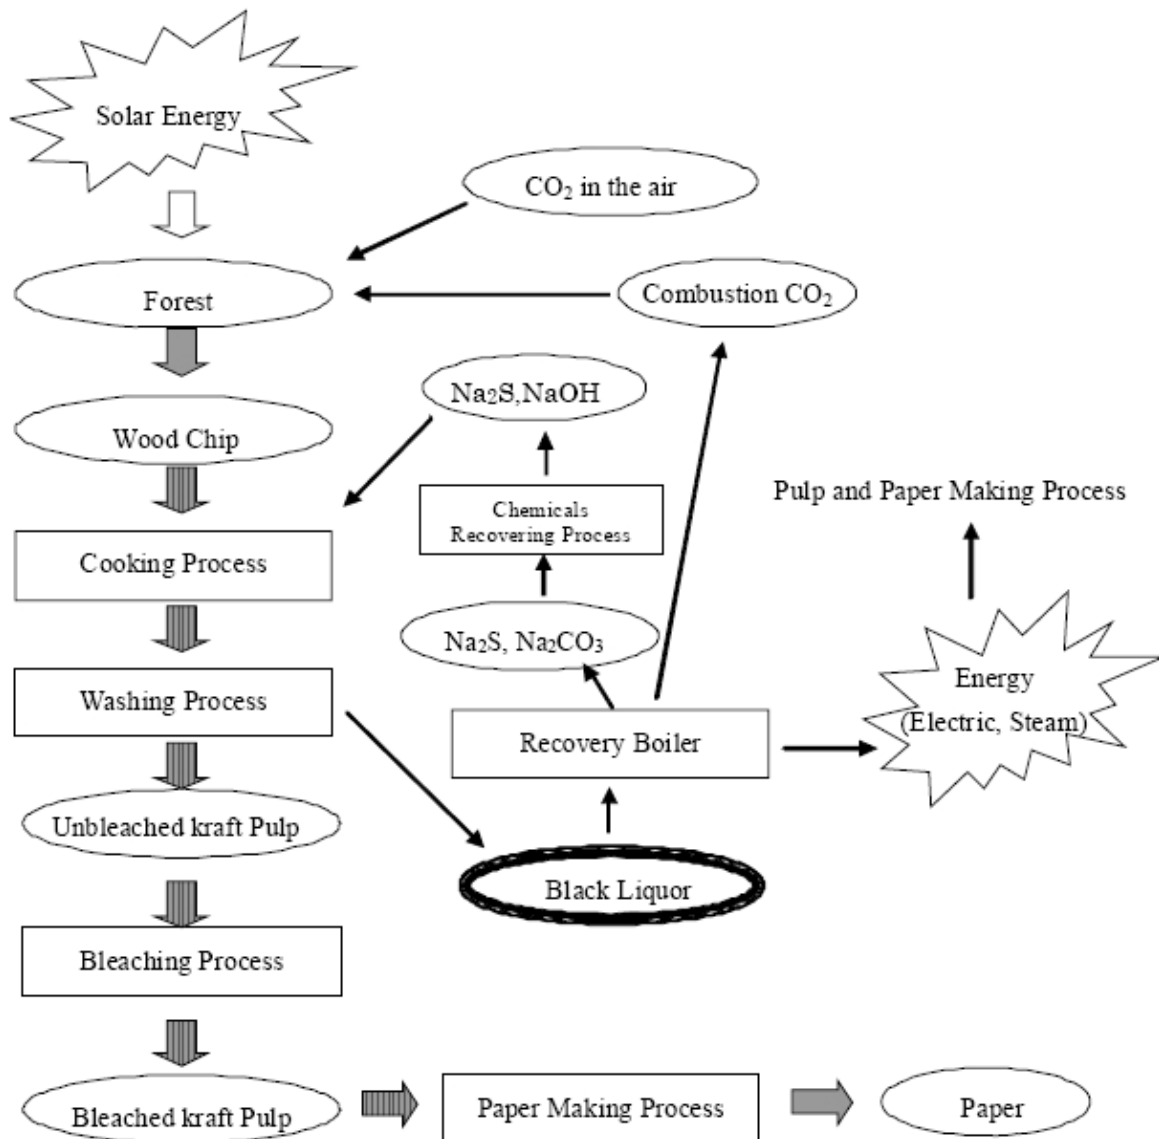 Solar Energy
CO₂ in the air
Forest
Combustion CO₂
Na₂S,NaOH
Wood Chip
Chemicals
Recovering Process
Pulp and Paper Making Process
Cooking Process
Na₂S, Na₂CO₃
Energy
(Electric, Steam)
Washing Process
Recovery Boiler
Unbleached kraft Pulp
Black Liquor
Bleaching Process
Bleached kraft Pulp
Paper Making Process
Paper